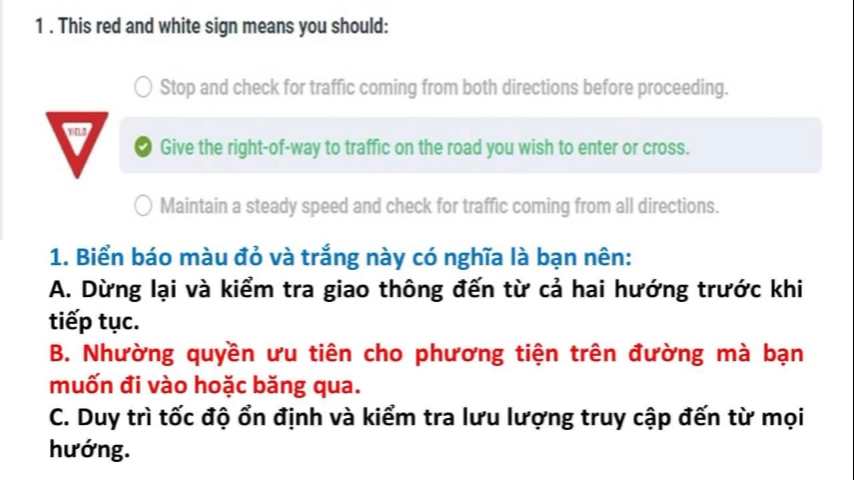 1 . This red and white sign means you should:
Stop and check for traffic coming from both directions before proceeding.
YIELD
Give the right-of-way to traffic on the road you wish to enter or cross.
Maintain a steady speed and check for traffic coming from all directions.
1. Biển báo màu đỏ và trắng này có nghĩa là bạn nên:
A. Dừng lại và kiểm tra giao thông đến từ cả hai hướng trước khi
tiếp tục.
B. Nhường quyền ưu tiên cho phương tiện trên đường mà bạn
muốn đi vào hoặc băng qua.
C. Duy trì tốc độ ổn định và kiểm tra lưu lượng truy cập đến từ mọi
hướng.